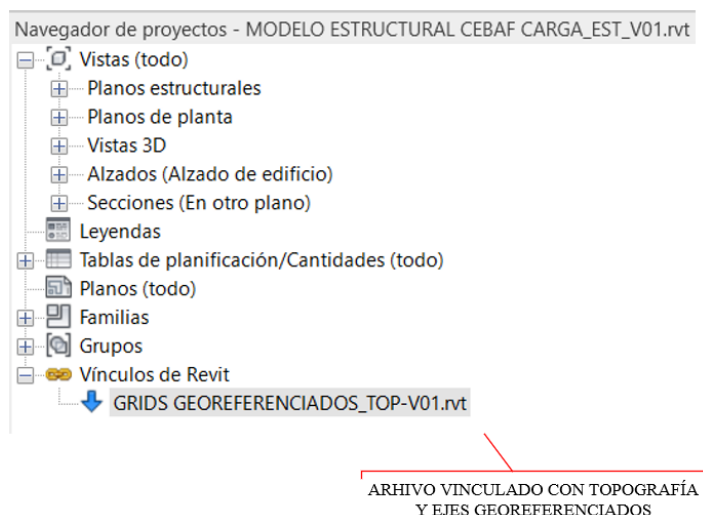 Navegador de proyectos - MODELO ESTRUCTURAL CEBAF CARGA_EST_V01.rvt
Vistas (todo)
Planos estructurales
Planos de planta
Vistas 3D
Alzados (Alzado de edificio)
Secciones (En otro plano)
Leyendas
Tablas de planificación/Cantidades (todo)
Planos (todo)
Familias
Grupos
Vínculos de Revit
GRIDS GEOREFERENCIADOS_TOP-V01.rvt
ARHIVO VINCULADO CON TOPOGRAFÍA
Y EJES GEOREFERENCIADOS